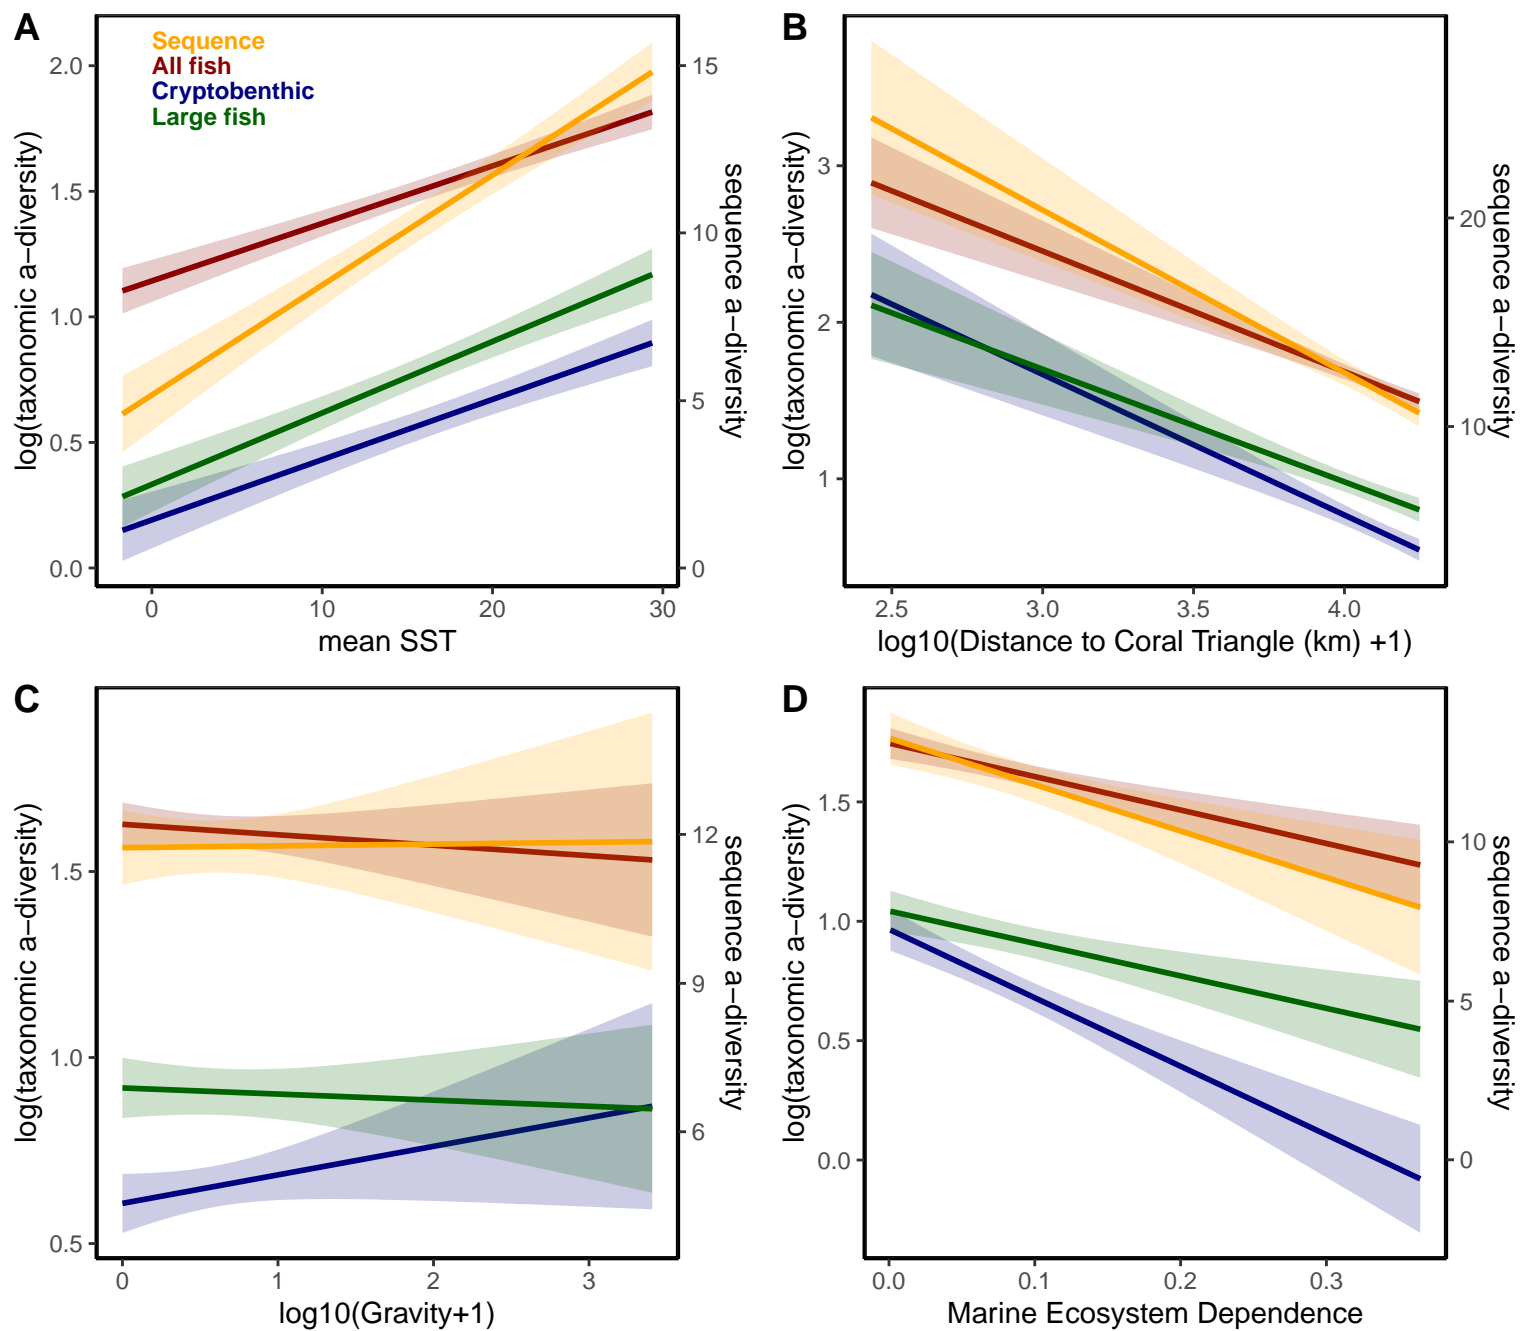 A
Sequence
All fish
Cryptobenthic
Large fish
log(taxonomic a−diversity)
2.0
1.5
1.0
0.5
0.0
15
10
5
0
sequence a−diversity
0
10
20
30
mean SST
B
log(taxonomic a−diversity)
3
2
1
20
10
sequence a−diversity
2.5
3.0
3.5
4.0
log10(Distance to Coral Triangle (km) +1)
C
log(taxonomic a−diversity)
1.5
1.0
0.5
12
9
6
sequence a−diversity
0
1
2
3
log10(Gravity+1)
D
log(taxonomic a−diversity)
1.5
1.0
0.5
0.0
10
5
0
sequence a−diversity
0.0
0.1
0.2
0.3
Marine Ecosystem Dependence